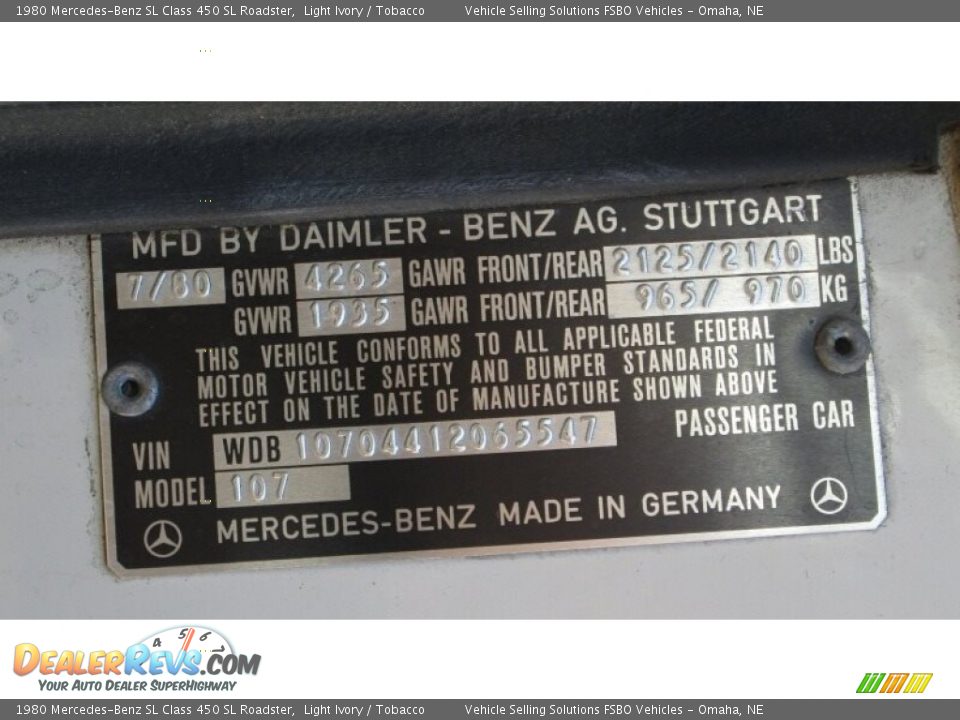 1980 Mercedes-Benz SL Class 450 SL Roadster,  Light Ivory / Tobacco    Vehicle Selling Solutions FSBO Vehicles - Omaha, NE
MFD BY DAIMLER - BENZ AG. STUTTGART
7/80 GVWR 4265 GAWR FRONT/REAR 2125/2140 LBS
GVWR 1935 GAWR FRONT/REAR 965/ 970 KG
THIS VEHICLE CONFORMS TO ALL APPLICABLE FEDERAL
MOTOR VEHICLE SAFETY AND BUMPER STANDARDS IN
EFFECT ON THE DATE OF MANUFACTURE SHOWN ABOVE
PASSENGER CAR
VIN WDB 10704412065547
MODEL 107
MERCEDES-BENZ MADE IN GERMANY
4 5 6 7
DEALERREVS.COM
YOUR AUTO DEALER SUPERHIGHWAY
1980 Mercedes-Benz SL Class 450 SL Roadster,  Light Ivory / Tobacco    Vehicle Selling Solutions FSBO Vehicles - Omaha, NE